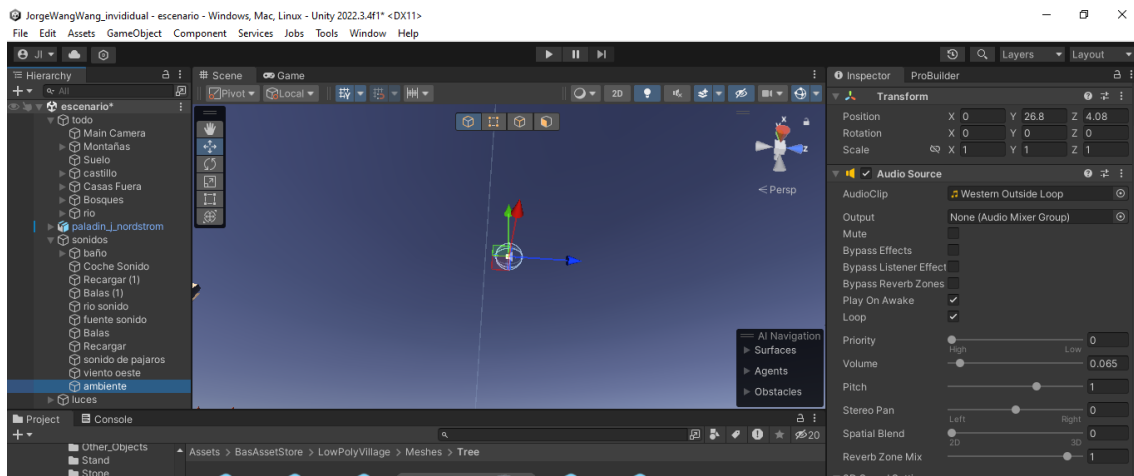 JorgeWangWang_invididual - escenario - Windows, Mac, Linux - Unity 2022.3.4f1* <DX11>
File Edit Assets GameObject Component Services Jobs Tools Window Help
JI
Layers
Layout
Hierarchy
All
escenario*
todo
Main Camera
Montañas
Suelo
castillo
Casas Fuera
Bosques
rio
paladin_j_nordstrom
sonidos
baño
Coche Sonido
Recargar (1)
Balas (1)
rio sonido
fuente sonido
Balas
Recargar
sonido de pajaros
viento oeste
ambiente
luces
Scene Game
Pivot Local
2D
x
z
Persp
AI Navigation
Surfaces
Agents
Obstacles
Inspector ProBuilder
Transform
Position X 0 Y 26.8 Z 4.08
Rotation X 0 Y 0 Z 0
Scale X 1 Y 1 Z 1
Audio Source
AudioClip Western Outside Loop
Output None (Audio Mixer Group)
Mute
Bypass Effects
Bypass Listener Effect
Bypass Reverb Zones
Play On Awake
Loop
Priority 0
High Low
Volume 0.065
Pitch 1
Stereo Pan 0
Left Right
Spatial Blend 0
2D 3D
Reverb Zone Mix 1
Project Console
20
Other_Objects
Stand
Stone
Assets > BasAssetStore > LowPolyVillage > Meshes > Tree